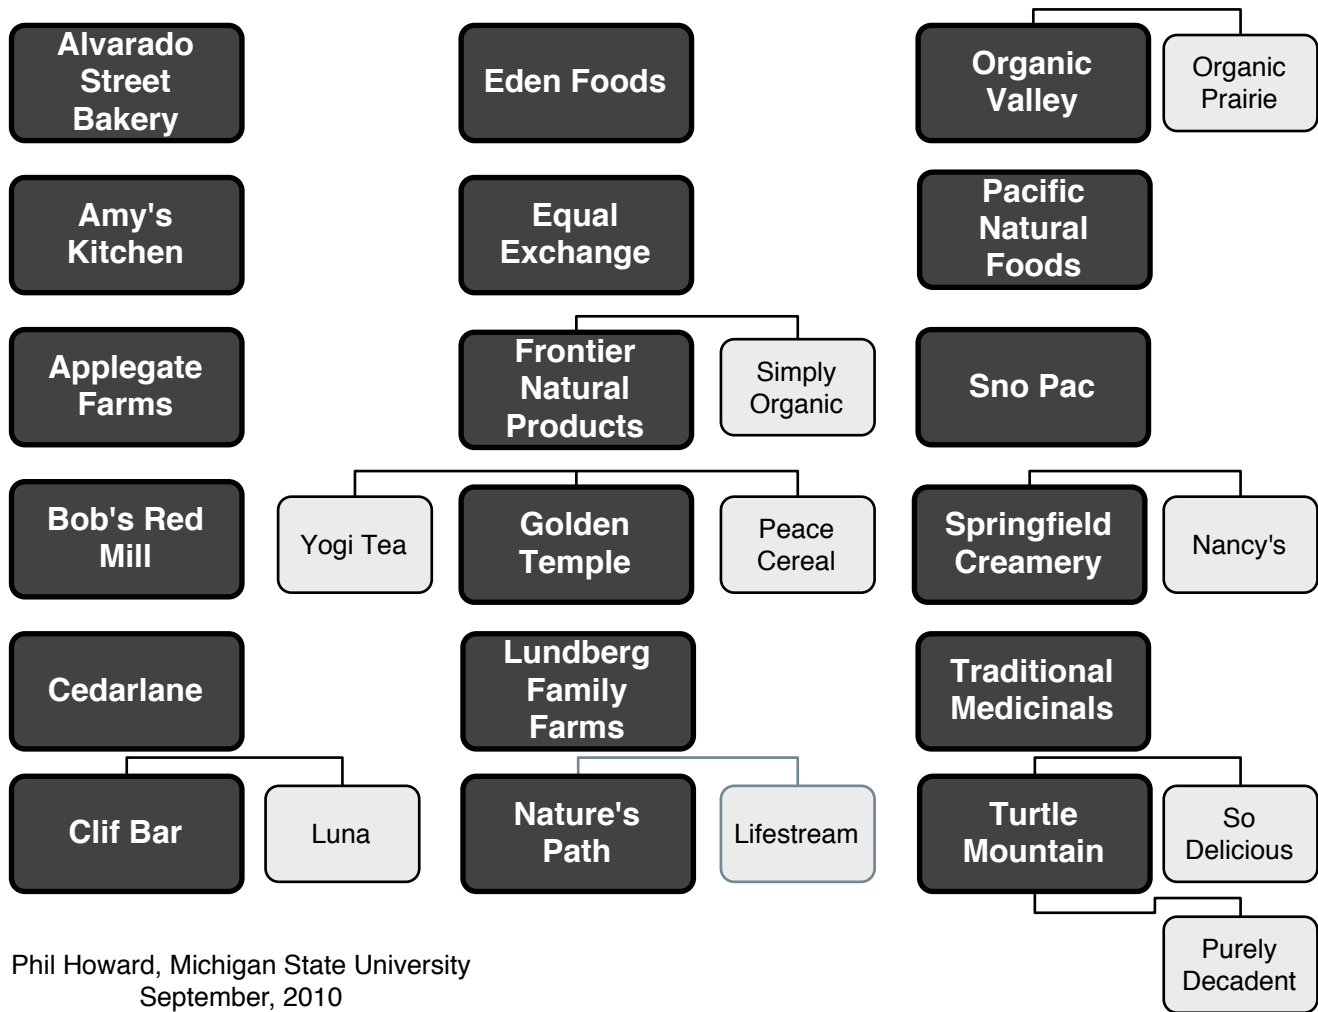 Alvarado
Street
Bakery
Eden Foods
Organic
Valley
Organic
Prairie
Amy's
Kitchen
Equal
Exchange
Pacific
Natural
Foods
Applegate
Farms
Frontier
Natural
Products
Simply
Organic
Sno Pac
Bob's Red
Mill
Yogi Tea
Golden
Temple
Peace
Cereal
Springfield
Creamery
Nancy's
Cedarlane
Lundberg
Family
Farms
Traditional
Medicinals
Clif Bar
Luna
Nature's
Path
Lifestream
Turtle
Mountain
So
Delicious
Purely
Decadent
Phil Howard, Michigan State University
September, 2010